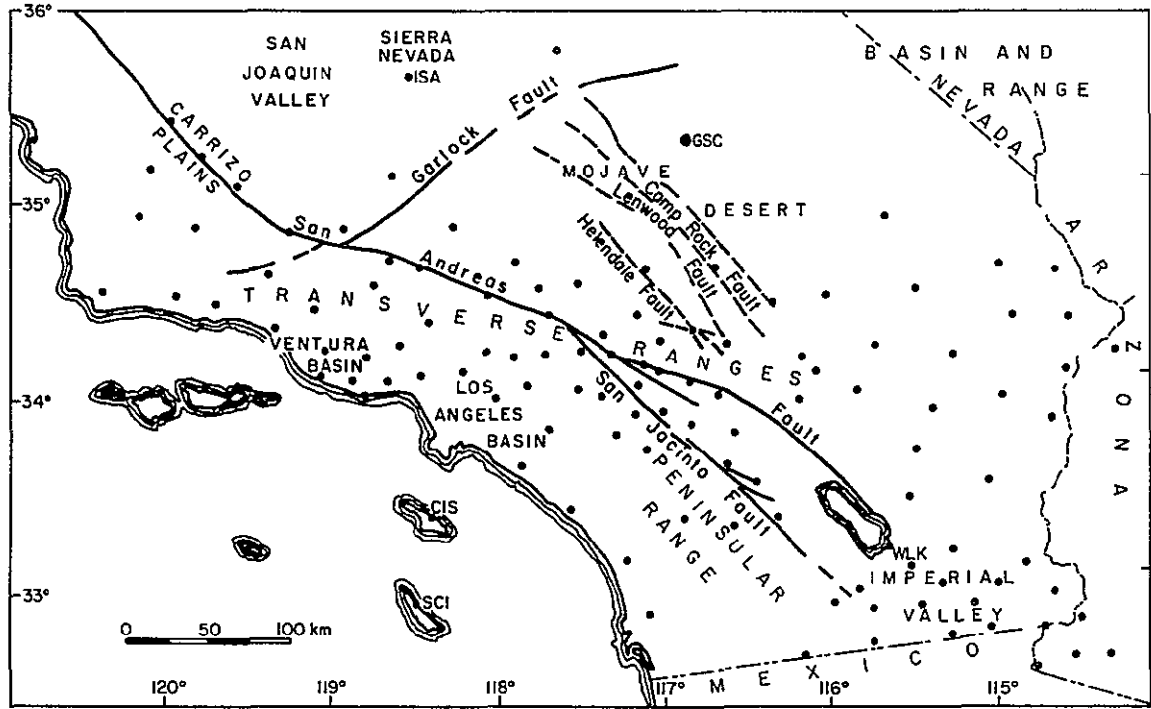 36°
35°
34°
33°
120°
119°
118°
117°
116°
115°
SAN
JOAQUIN
VALLEY
SIERRA
NEVADA
ISA
BASIN AND
RANGE
NEVADA
ARIZONA
CARRIZO
PLAINS
Garlock Fault
GSC
MOJAVE
DESERT
Camp Rock Fault
Lenwood Fault
Helendale Fault
San Andreas Fault
TRANSVERSE RANGES
VENTURA
BASIN
LOS
ANGELES
BASIN
San Jacinto Fault
PENINSULAR
RANGE
CIS
SCI
WLK
IMPERIAL
VALLEY
MEXICO
0 50 100 km